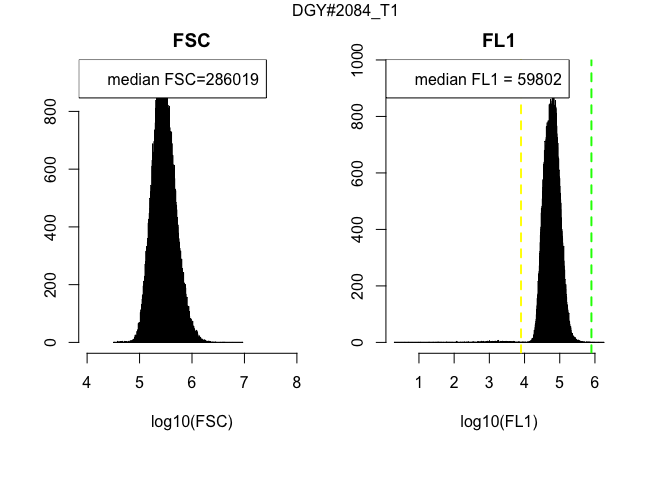 DGY#2084_T1
FSC
median FSC=286019
0
200
400
600
800
4 5 6 7 8
log10(FSC)
FL1
median FL1 = 59802
0
200
400
600
800
1000
1 2 3 4 5 6
log10(FL1)